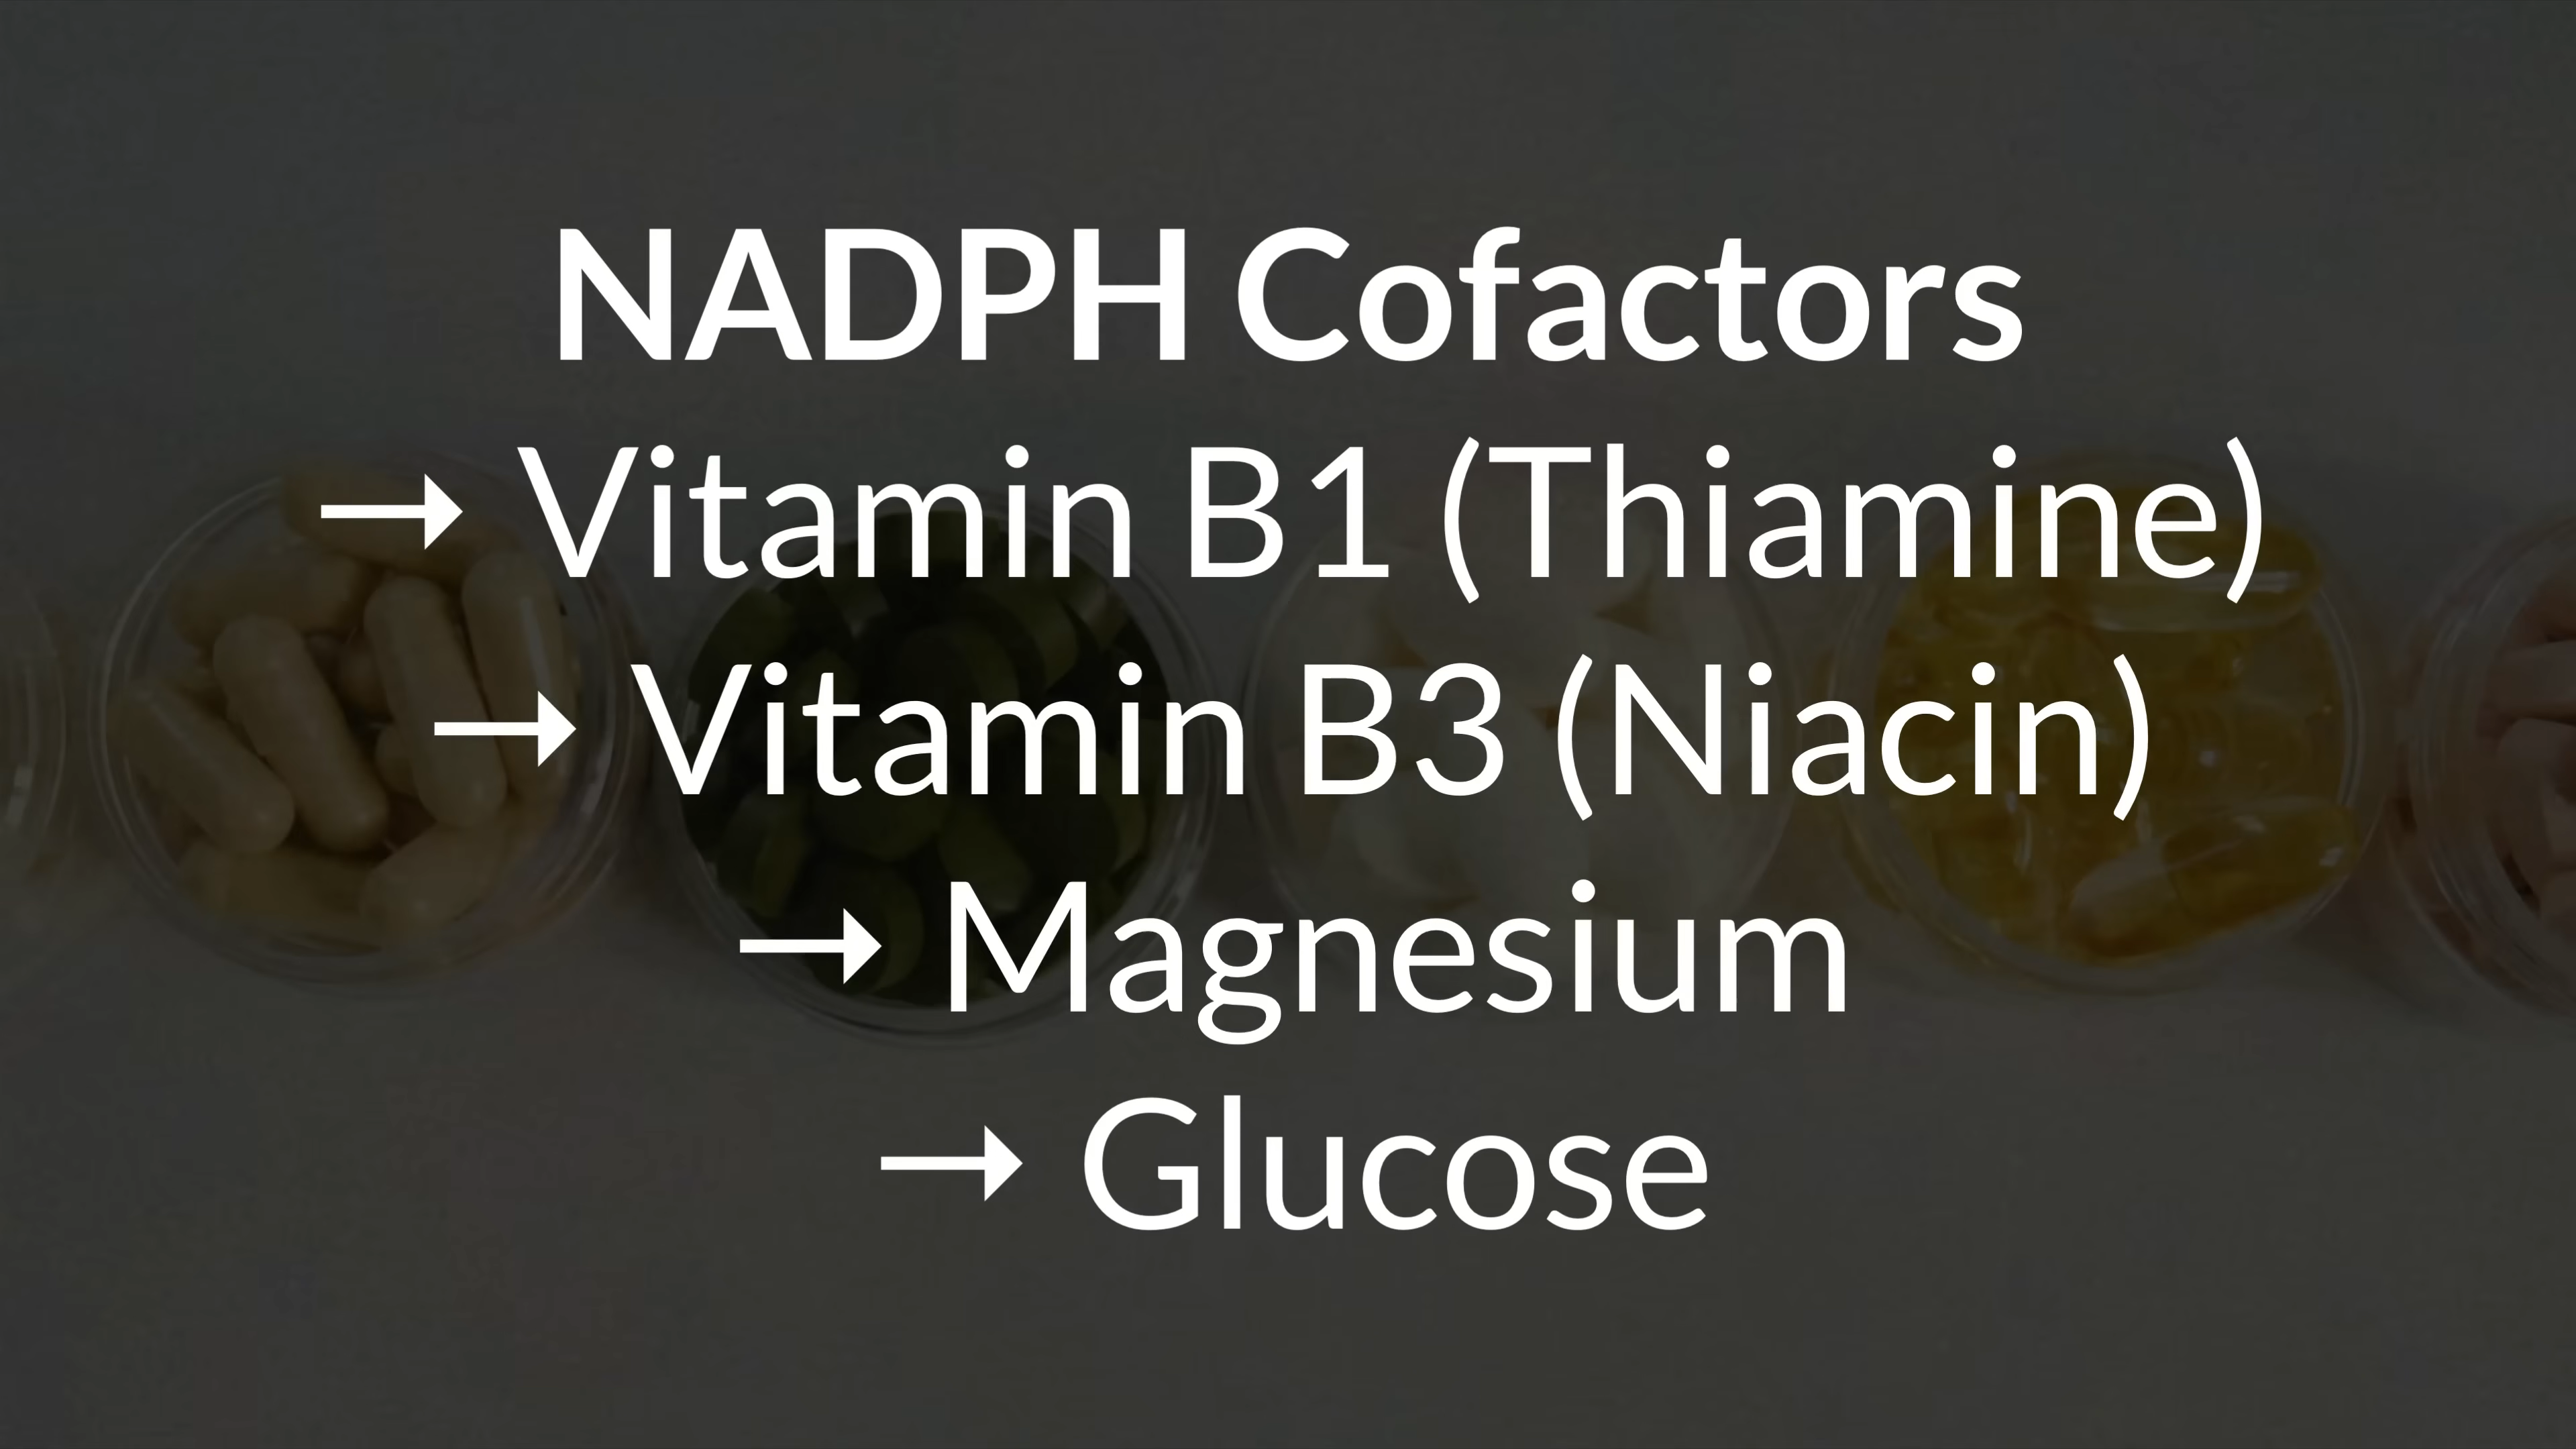 NADPH Cofactors
→ Vitamin B1 (Thiamine)
→ Vitamin B3 (Niacin)
→ Magnesium
→ Glucose